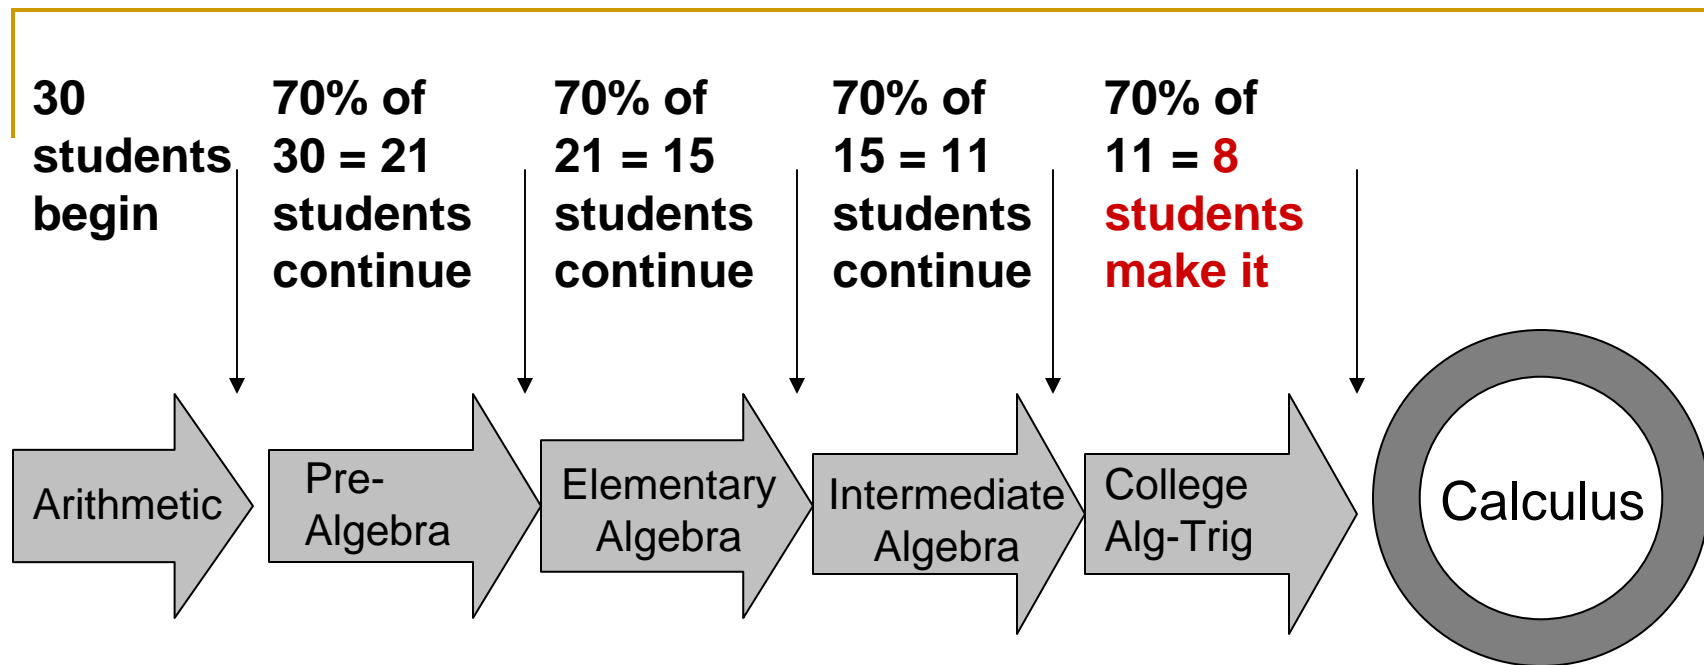 30
students
begin
70% of
30 = 21
students
continue
70% of
21 = 15
students
continue
70% of
15 = 11
students
continue
70% of
11 = 8
students
make it
Arithmetic
Pre-
Algebra
Elementary
Algebra
Intermediate
Algebra
College
Alg-Trig
Calculus